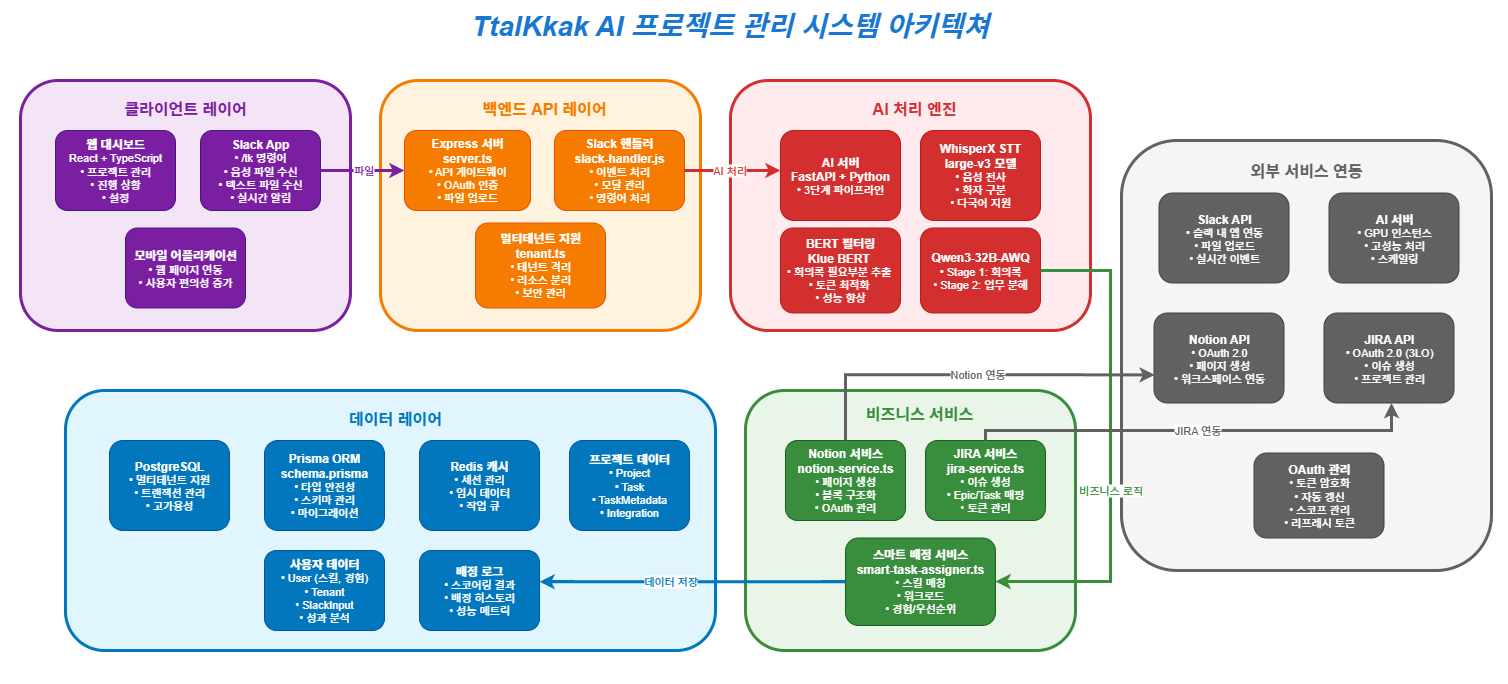 TtalKkak AI 프로젝트 관리 시스템 아키텍쳐
클라이언트 레이어
웹 대시보드
React + TypeScript
• 프로젝트 관리
• 진행 상황
• 설정
Slack App
• /tk 명령어
• 음성 파일 수신
• 텍스트 파일 수신
• 실시간 알림
모바일 어플리케이션
• 웹 페이지 연동
• 사용자 편의성 증가
파일
백엔드 API 레이어
Express 서버
server.ts
• API 게이트웨이
• OAuth 인증
• 파일 업로드
Slack 핸들러
slack-handler.js
• 이벤트 처리
• 모달 관리
• 명령어 처리
멀티테넌트 지원
tenant.ts
• 테넌트 격리
• 리소스 분리
• 보안 관리
AI 처리
AI 처리 엔진
AI 서버
FastAPI + Python
• 3단계 파이프라인
WhisperX STT
large-v3 모델
• 음성 전사
• 화자 구분
• 다국어 지원
BERT 필터링
Klue BERT
• 회의록 필요부분 추출
• 토큰 최적화
• 성능 향상
Qwen3-32B-AWQ
• Stage 1: 회의록
• Stage 2: 업무 분해
외부 서비스 연동
Slack API
• 슬랙 내 앱 연동
• 파일 업로드
• 실시간 이벤트
AI 서버
• GPU 인스턴스
• 고성능 처리
• 스케일링
Notion API
• OAuth 2.0
• 페이지 생성
• 워크스페이스 연동
JIRA API
• OAuth 2.0 (3LO)
• 이슈 생성
• 프로젝트 관리
OAuth 관리
• 토큰 암호화
• 자동 갱신
• 스코프 관리
• 리프레시 토큰
Notion 연동
JIRA 연동
비즈니스 로직
데이터 레이어
PostgreSQL
• 멀티테넌트 지원
• 트랜잭션 관리
• 고가용성
Prisma ORM
schema.prisma
• 타입 안전성
• 스키마 관리
• 마이그레이션
Redis 캐시
• 세션 관리
• 임시 데이터
• 작업 큐
프로젝트 데이터
• Project
• Task
• TaskMetadata
• Integration
사용자 데이터
• User (스킬, 경험)
• Tenant
• SlackInput
• 성과 분석
배정 로그
• 스코어링 결과
• 배정 히스토리
• 성능 메트릭
데이터 저장
비즈니스 서비스
Notion 서비스
notion-service.ts
• 페이지 생성
• 블록 구조화
• OAuth 관리
JIRA 서비스
jira-service.ts
• 이슈 생성
• Epic/Task 매핑
• 토큰 관리
스마트 배정 서비스
smart-task-assigner.ts
• 스킬 매칭
• 워크로드
• 경험/우선순위